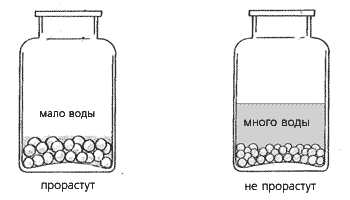 мало воды
много воды
прорастут
не прорастут